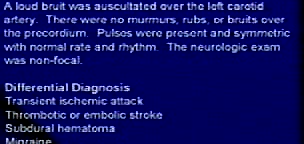 A loud bruit was auscultated over the left carotid
artery. There were no murmurs, rubs, or bruits over
the precordium. Pulses were present and symmetric
with normal rate and rhythm. The neurologic exam
was non-focal.
Differential Diagnosis
Transient ischemic attack
Thrombotic or embolic stroke
Subdural hematoma
Migraine